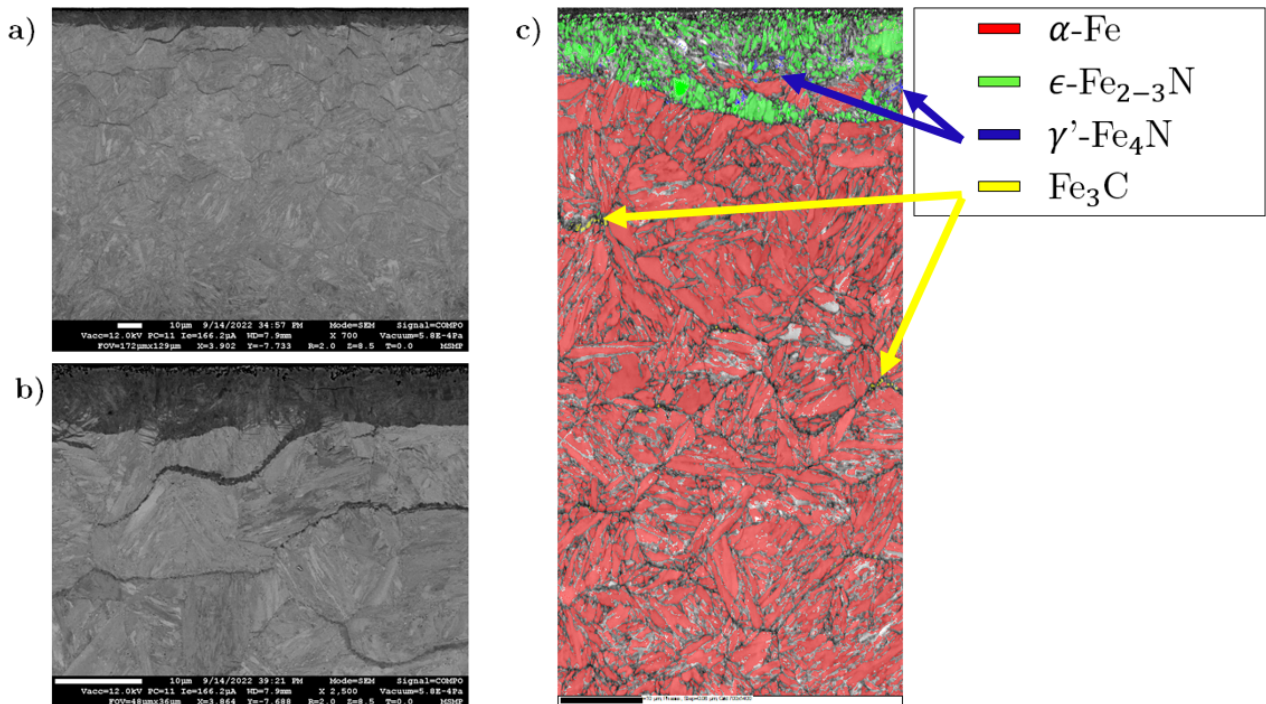 a)
10µm 9/14/2022 34:57 PM Mode=SEM Signal=COMPO
Vacc=12.0kV PC=11 Ie=166.2µA WD=7.9mm X 700 Vacuum=5.8E-4Pa
FOV=172µmx129µm X=3.902 Y=-7.733 R=2.0 Z=8.5 T=0.0 MSMP
b)
10µm 9/14/2022 39:21 PM Mode=SEM Signal=COMPO
Vacc=12.0kV PC=11 Ie=166.2µA WD=7.9mm X 2,500 Vacuum=5.8E-4Pa
FOV=48µmx36µm X=3.864 Y=-7.688 R=2.0 Z=8.5 T=0.0 MSMP
c)
α-Fe
ϵ-Fe₂₋₃N
γ’-Fe₄N
Fe₃C